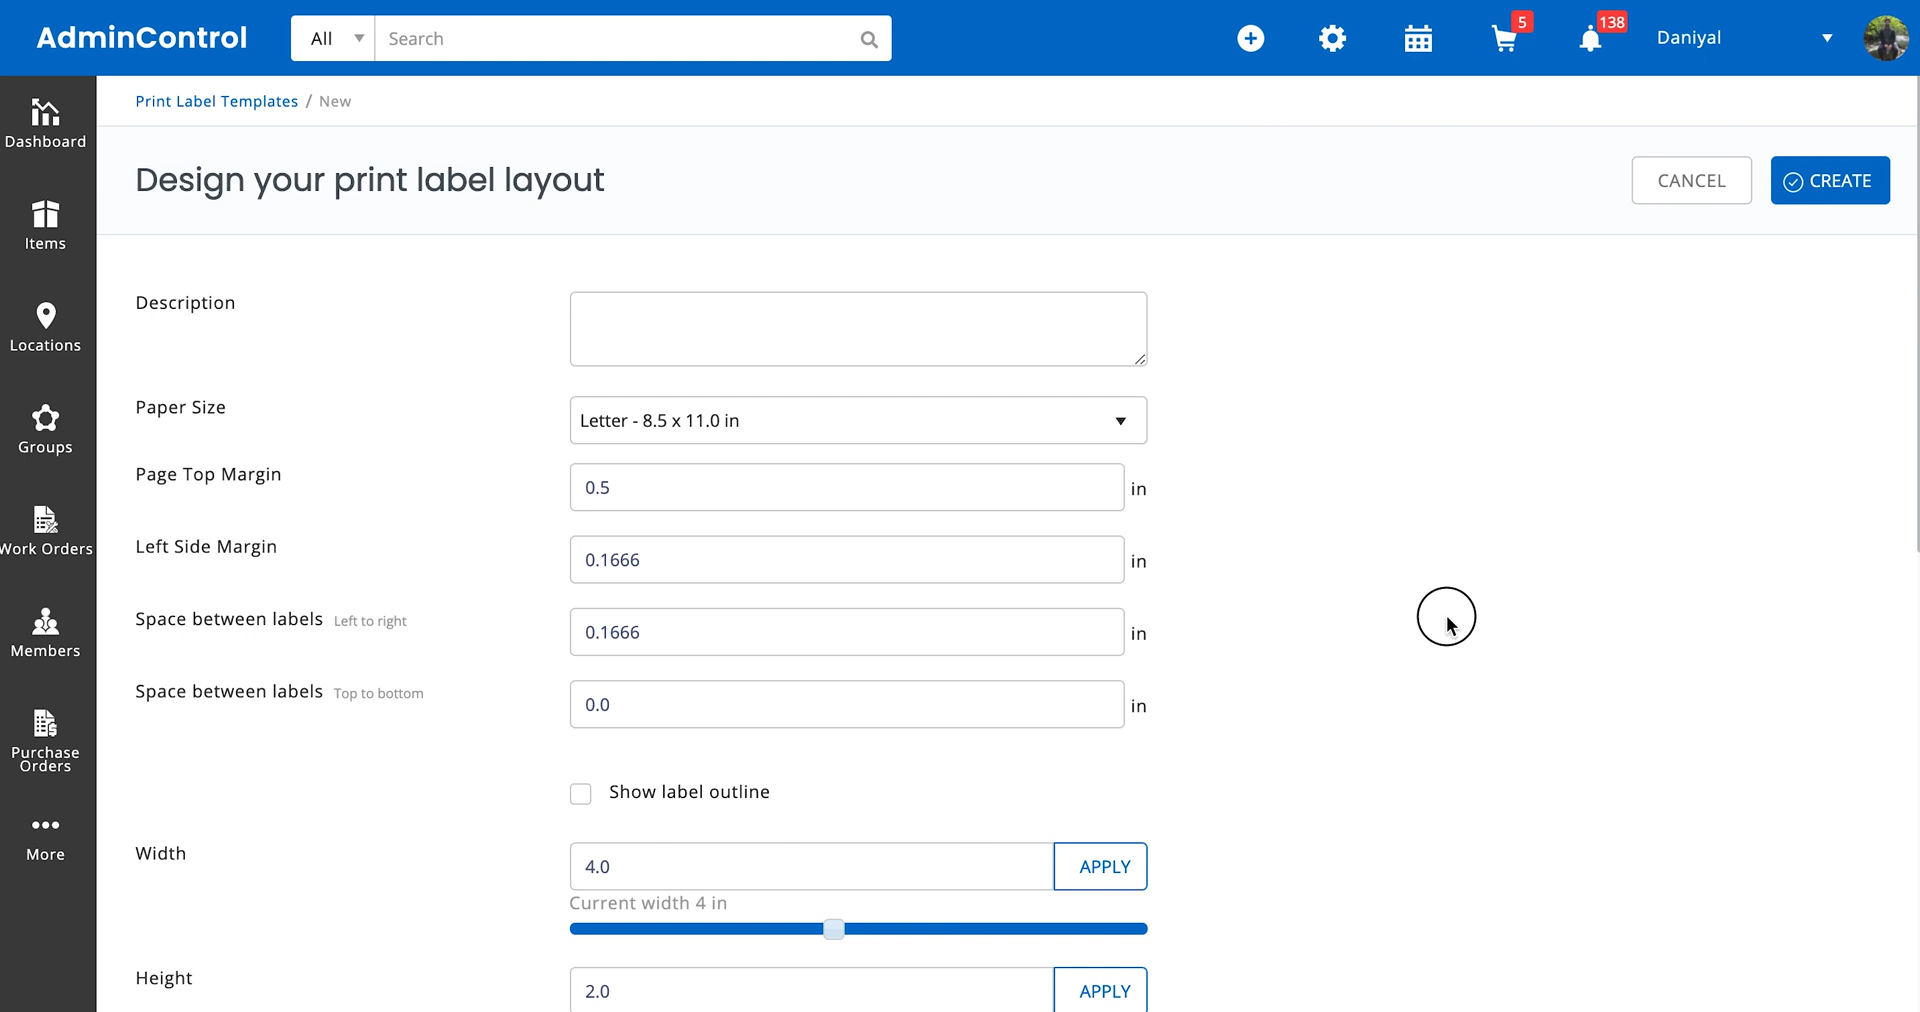 AdminControl
All
Search
5
138
Daniyal
Print Label Templates / New
Dashboard
Design your print label layout
CANCEL
CREATE
Items
Description
Locations
Paper Size
Letter - 8.5 x 11.0 in
Groups
Page Top Margin
0.5 in
Work Orders
Left Side Margin
0.1666 in
Space between labels Left to right
0.1666 in
Members
Space between labels Top to bottom
0.0 in
Purchase
Orders
Show label outline
More
Width
4.0
APPLY
Current width 4 in
Height
2.0
APPLY